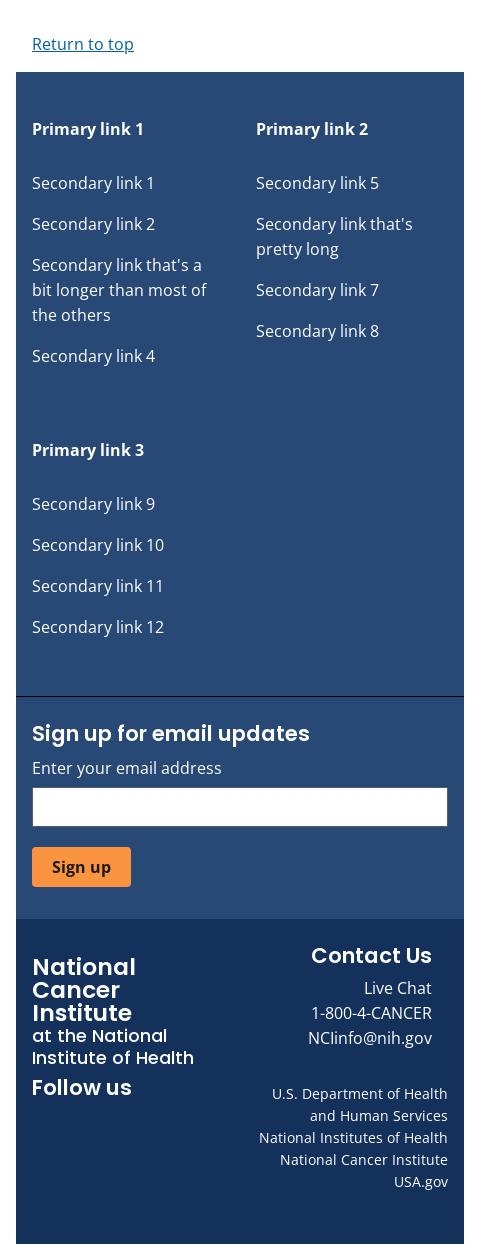 Return to top
Primary link 1
Secondary link 1
Secondary link 2
Secondary link that's a
bit longer than most of
the others
Secondary link 4
Primary link 2
Secondary link 5
Secondary link that's
pretty long
Secondary link 7
Secondary link 8
Primary link 3
Secondary link 9
Secondary link 10
Secondary link 11
Secondary link 12
Sign up for email updates
Enter your email address
Sign up
National
Cancer
Institute
at the National
Institute of Health
Follow us
Contact Us
Live Chat
1-800-4-CANCER
NCIinfo@nih.gov
U.S. Department of Health
and Human Services
National Institutes of Health
National Cancer Institute
USA.gov